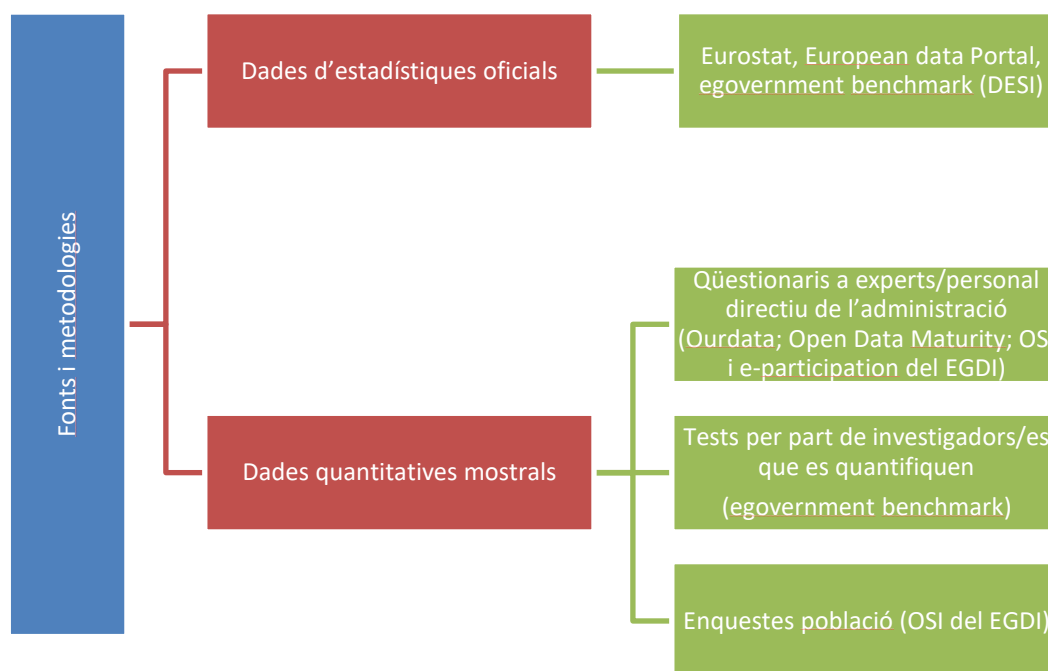 Fonts i metodologies
Dades d’estadístiques oficials
Eurostat, European data Portal,
egovernment benchmark (DESI)
Dades quantitatives mostrals
Qüestionaris a experts/personal
directiu de l’administració
(Ourdata; Open Data Maturity; OS
i e-participation del EGDI)
Tests per part de investigadors/es
que es quantifiquen
(egovernment benchmark)
Enquestes població (OSI del EGDI)